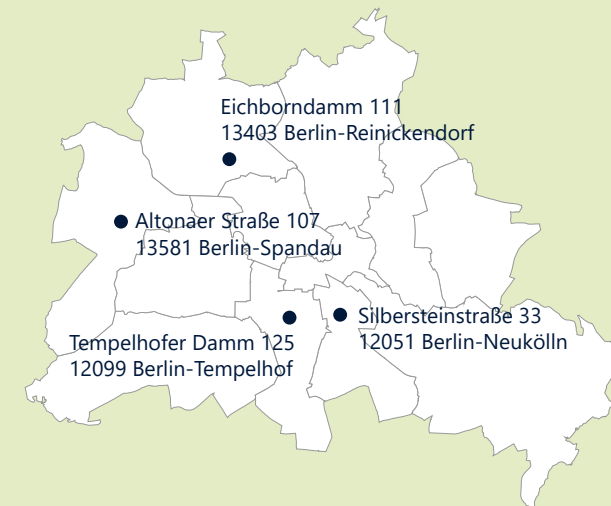 Eichborndamm 111
13403 Berlin-Reinickendorf
Altonaer Straße 107
13581 Berlin-Spandau
Silbersteinstraße 33
12051 Berlin-Neukölln
Tempelhofer Damm 125
12099 Berlin-Tempelhof